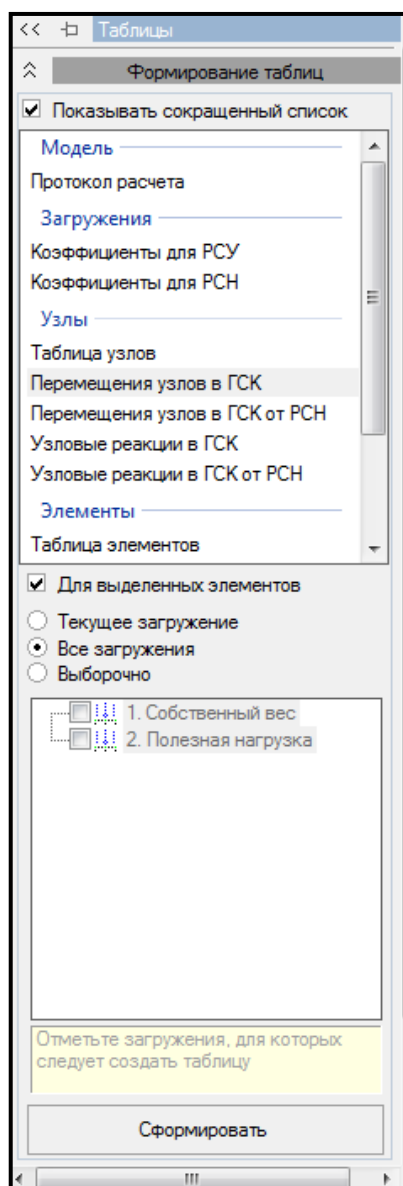 << Таблицы
Формирование таблиц
Показывать сокращенный список
Модель
Протокол расчета
Загружения
Коэффициенты для РСУ
Коэффициенты для РСН
Узлы
Таблица узлов
Перемещения узлов в ГСК
Перемещения узлов в ГСК от РСН
Узловые реакции в ГСК
Узловые реакции в ГСК от РСН
Элементы
Таблица элементов
Для выделенных элементов
Текущее загружение
Все загружения
Выборочно
1. Собственный вес
2. Полезная нагрузка
Отметьте загружения, для которых
следует создать таблицу
Сформировать